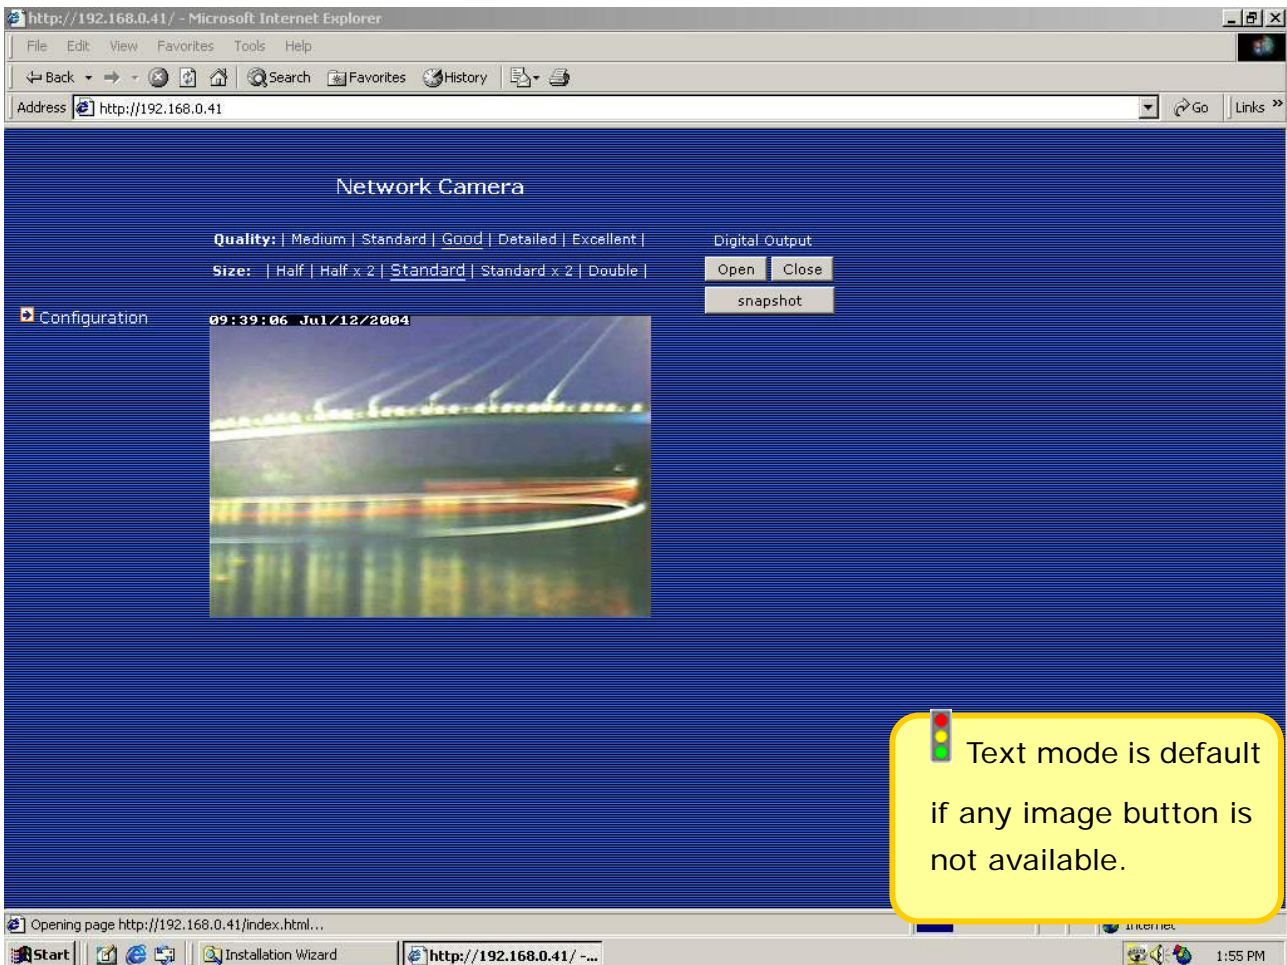 http://192.168.0.41/ - Microsoft Internet Explorer
File Edit View Favorites Tools Help
Back Search Favorites History
Address http://192.168.0.41 Go Links »
Network Camera
Quality: | Medium | Standard | Good | Detailed | Excellent |
Digital Output
Size: | Half | Half x 2 | Standard | Standard x 2 | Double |
Open Close
snapshot
Configuration
09:39:06 Jul/12/2004
Text mode is default
if any image button is
not available.
Opening page http://192.168.0.41/index.html...
Internet
Start Installation Wizard http://192.168.0.41/ -... 1:55 PM